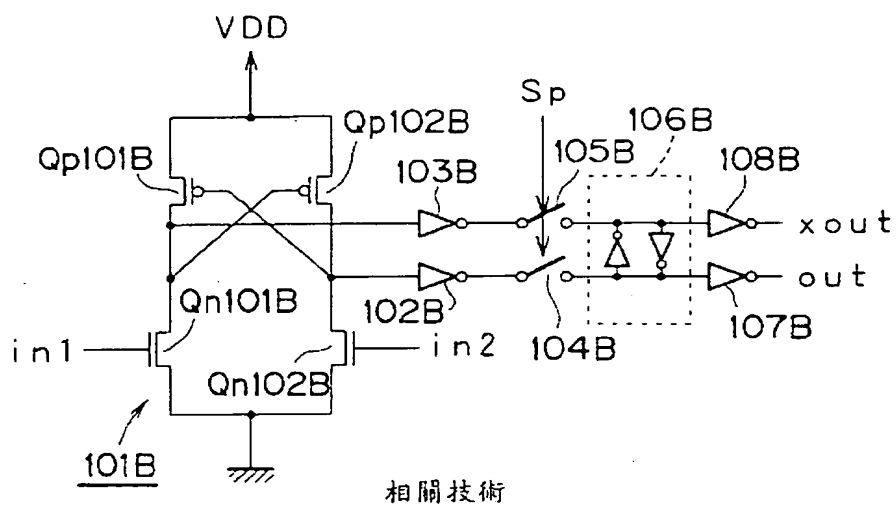 VDD
Sp
Qp101B
Qp102B
103B
105B
106B
108B
xout
out
107B
104B
102B
Qn101B
in1
in2
Qn102B
101B
相關技術